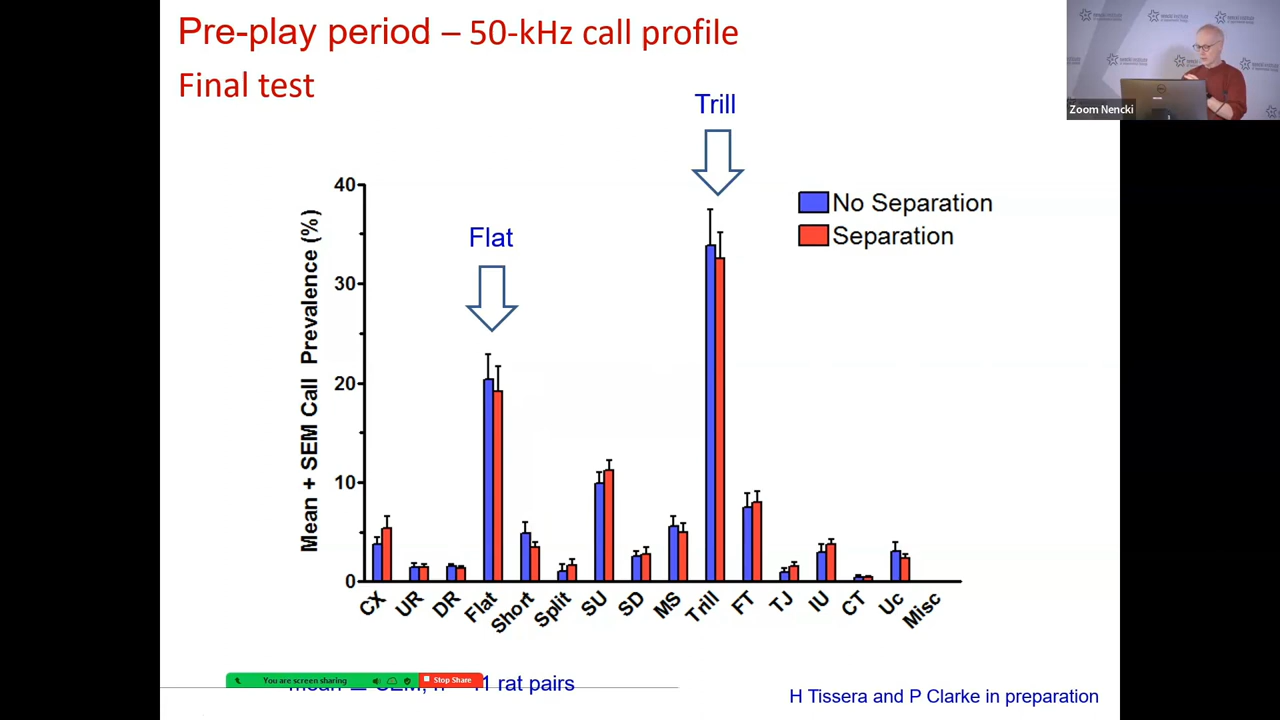 Pre-play period – 50-kHz call profile
Final test
Zoom Nencki
Trill
Flat
No Separation
Separation
Mean + SEM Call Prevalence (%)
40
30
20
10
0
CX
UR
DR
Flat
Short
Split
SU
SD
MS
Trill
FT
TJ
IU
CT
Uc
Misc
You are screen sharing
Stop Share
rat pairs
H Tissera and P Clarke in preparation